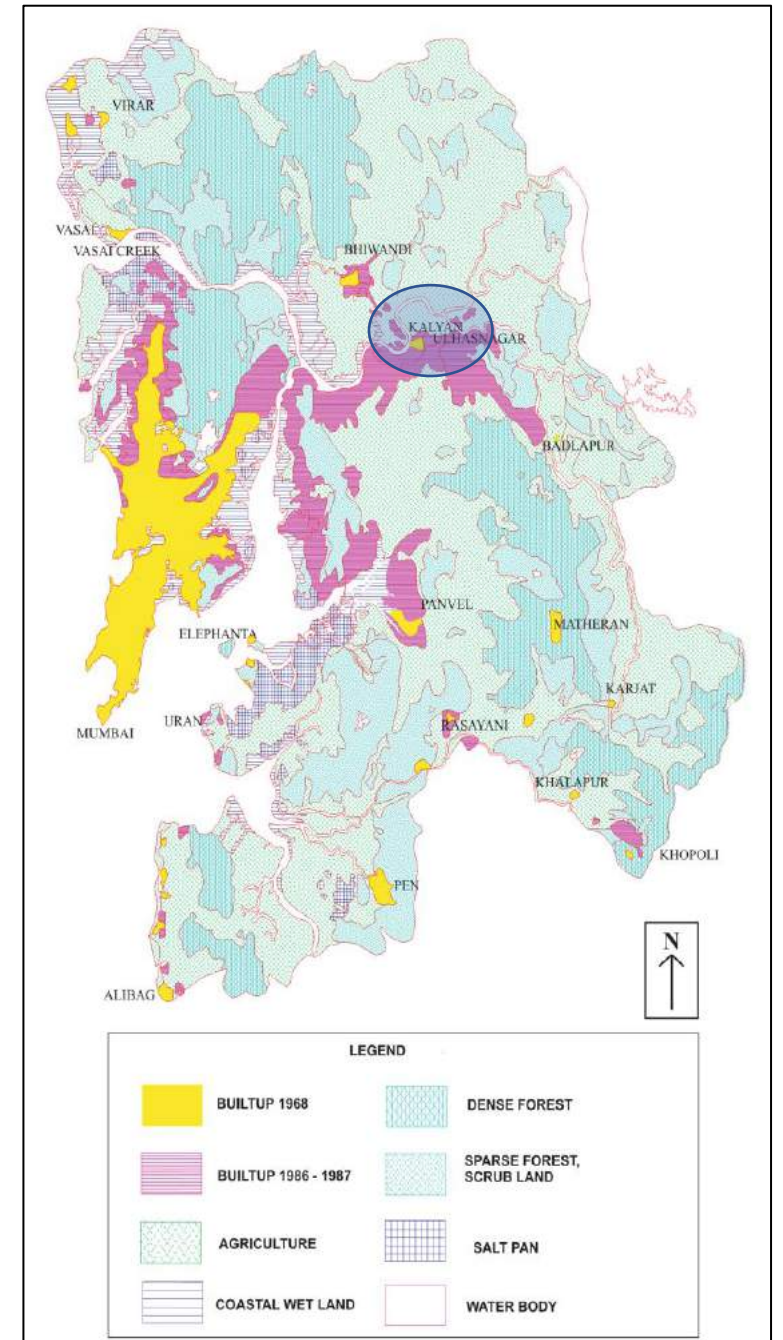 VIRAR
VASAI
VASAI CREEK
BHIWANDI
KALYAN
ULHASNAGAR
BADLAPUR
PANVEL
ELEPHANTA
MATHERAN
KARJAT
URAN
RASAYANI
MUMBAI
KHALAPUR
KHOPOLI
PEN
N
ALIBAG
LEGEND
BUILTUP 1968
DENSE FOREST
BUILTUP 1986 - 1987
SPARSE FOREST,
SCRUB LAND
AGRICULTURE
SALT PAN
COASTAL WET LAND
WATER BODY